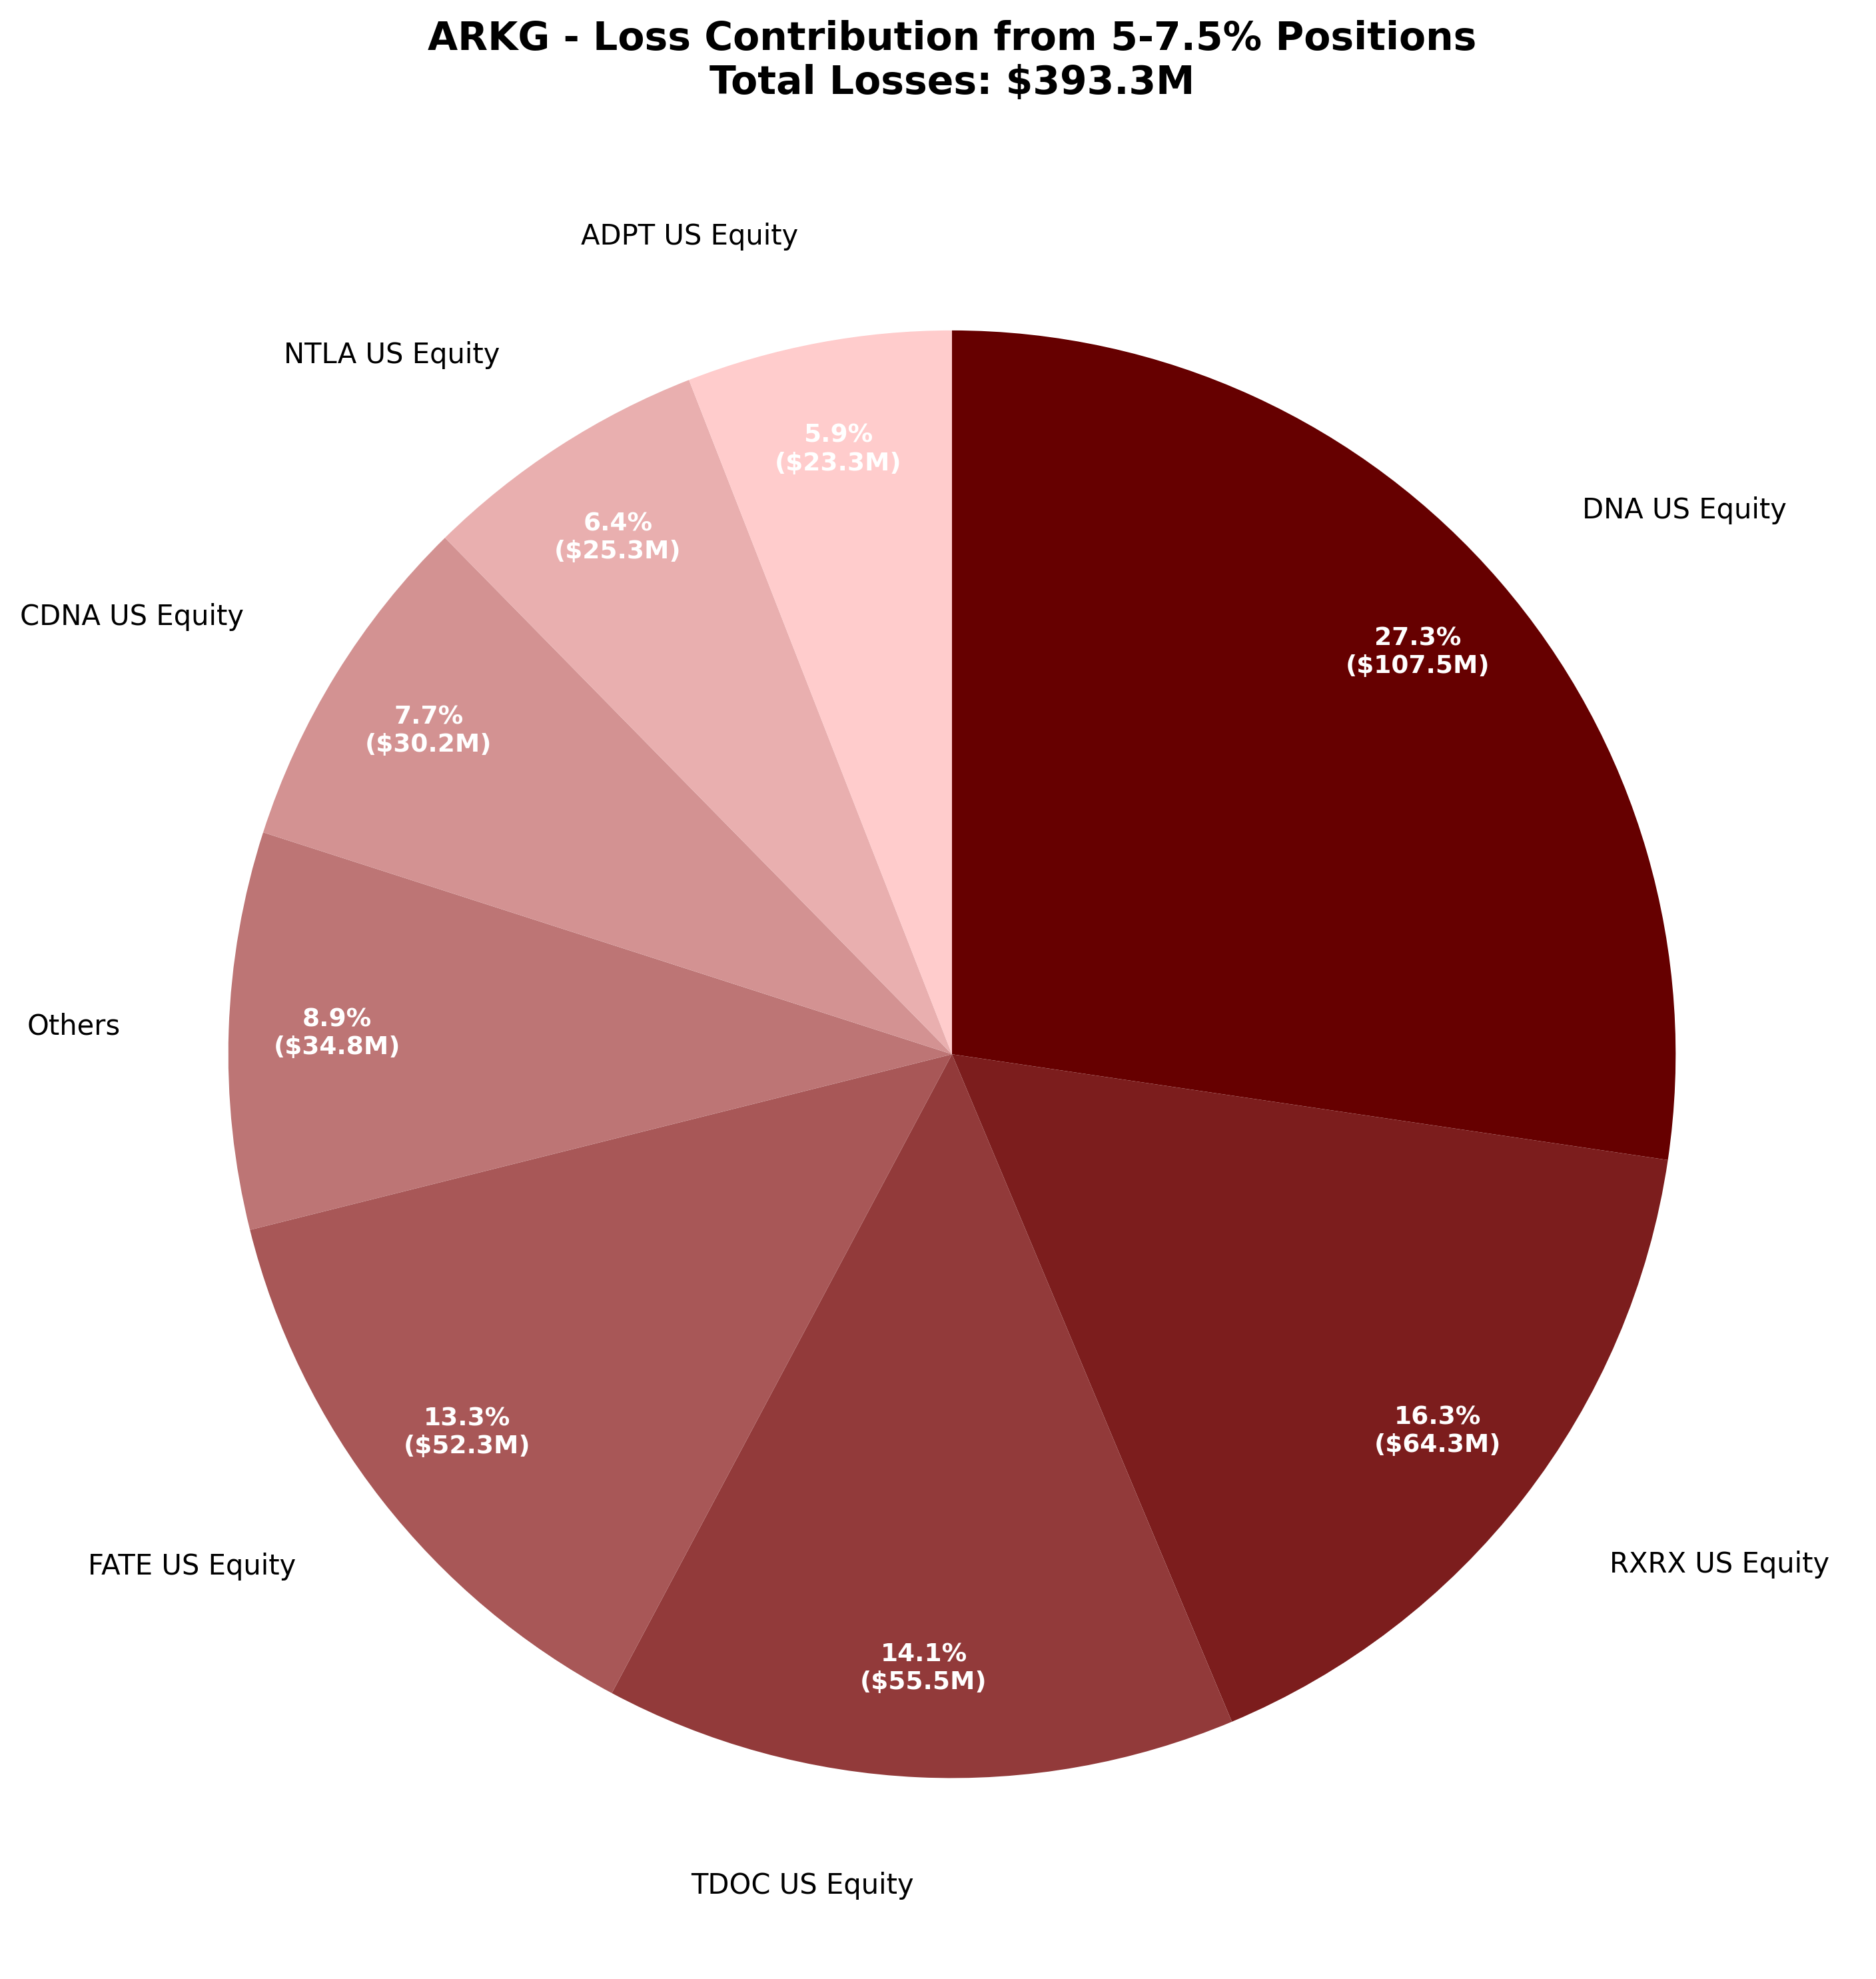 ARKG - Loss Contribution from 5-7.5% Positions
Total Losses: $393.3M
ADPT US Equity
5.9%
($23.3M)
NTLA US Equity
6.4%
($25.3M)
CDNA US Equity
7.7%
($30.2M)
Others
8.9%
($34.8M)
FATE US Equity
13.3%
($52.3M)
TDOC US Equity
14.1%
($55.5M)
RXRX US Equity
16.3%
($64.3M)
DNA US Equity
27.3%
($107.5M)